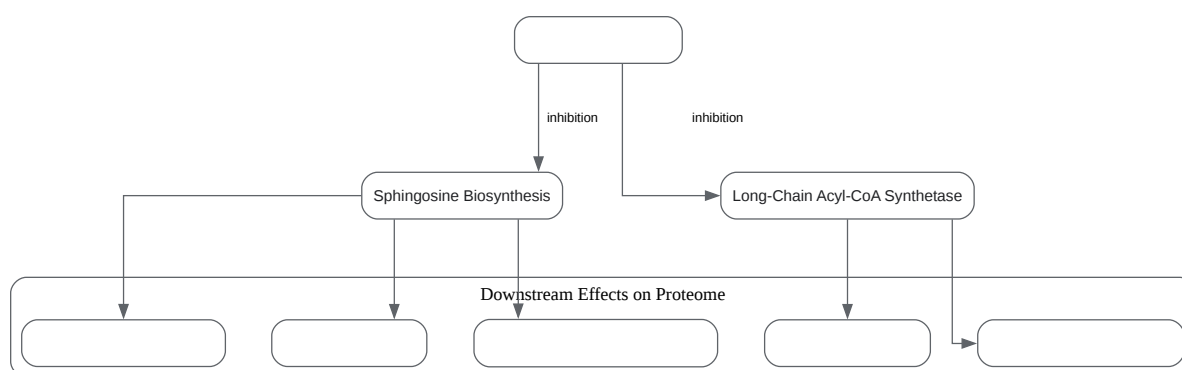 inhibition
inhibition
Sphingosine Biosynthesis
Long-Chain Acyl-CoA Synthetase
Downstream Effects on Proteome